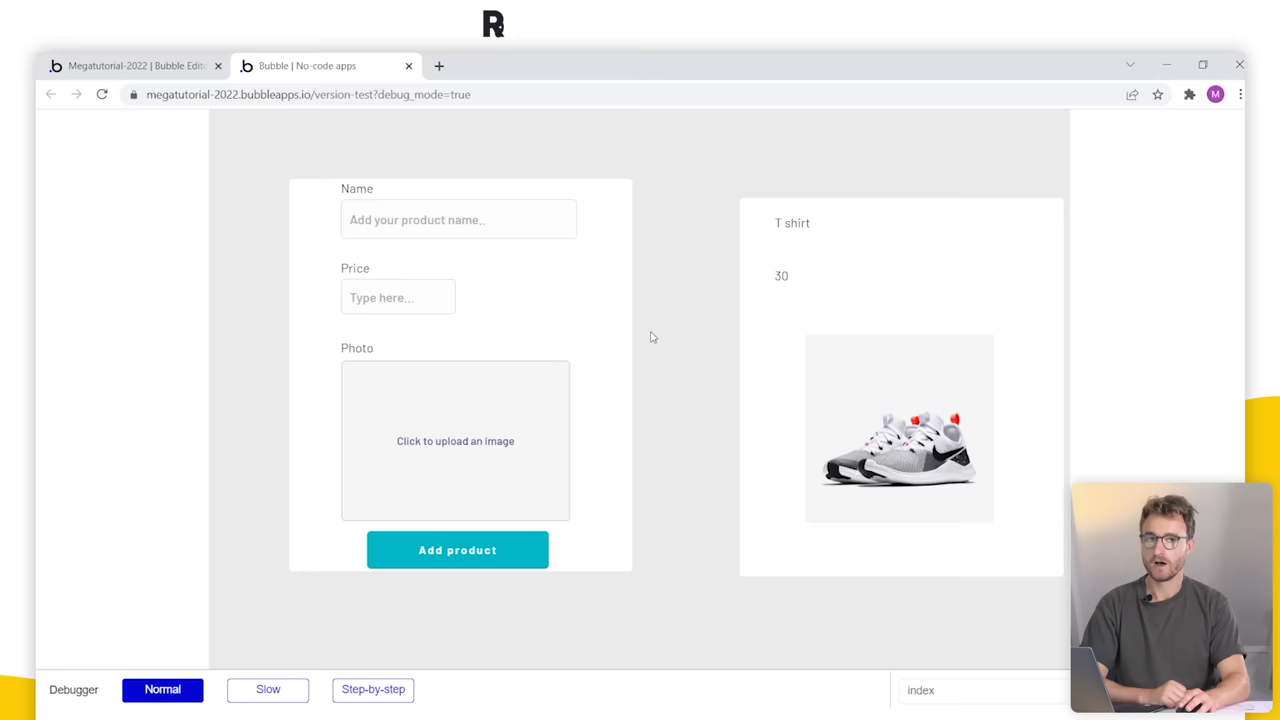 R
Megatutorial-2022 | Bubble Edit
Bubble | No-code apps
megatutorial-2022.bubbleapps.io/version-test?debug_mode=true
M
Name
Add your product name..
Price
Type here...
Photo
Click to upload an image
Add product
T shirt
30
Debugger
Normal
Slow
Step-by-step
index